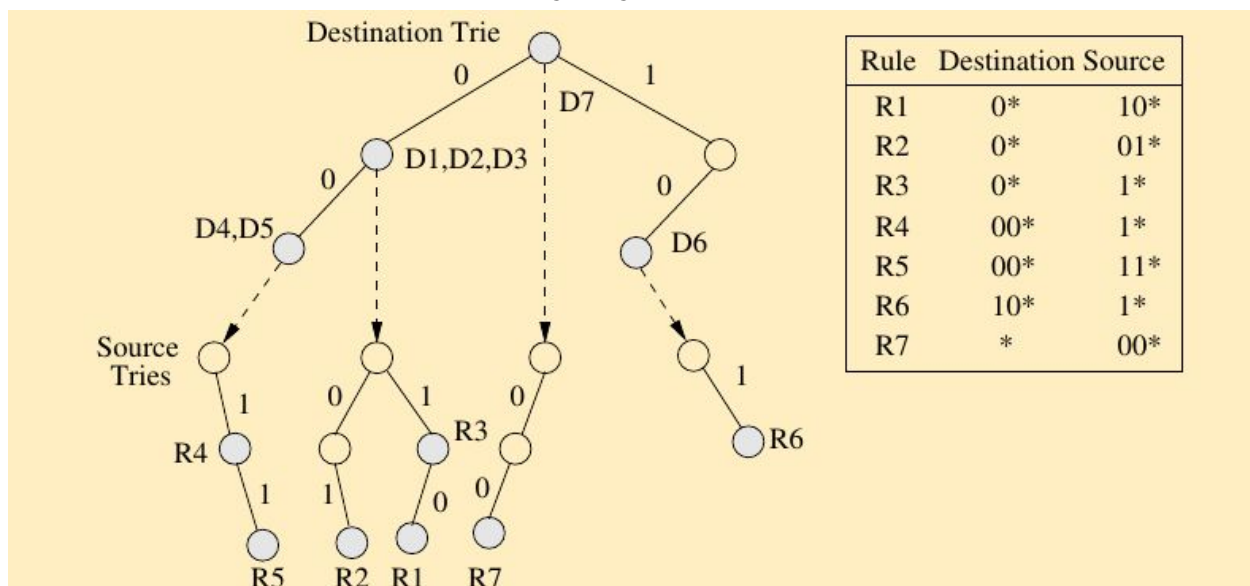 Destination Trie
0
1
D7
D1,D2,D3
0
0
D4,D5
D6
Source
Tries
1
0
1
0
1
R4
R3
R6
1
1
0
0
R5
R2
R1
R7
Rule Destination Source
R1 0* 10*
R2 0* 01*
R3 0* 1*
R4 00* 1*
R5 00* 11*
R6 10* 1*
R7 * 00*